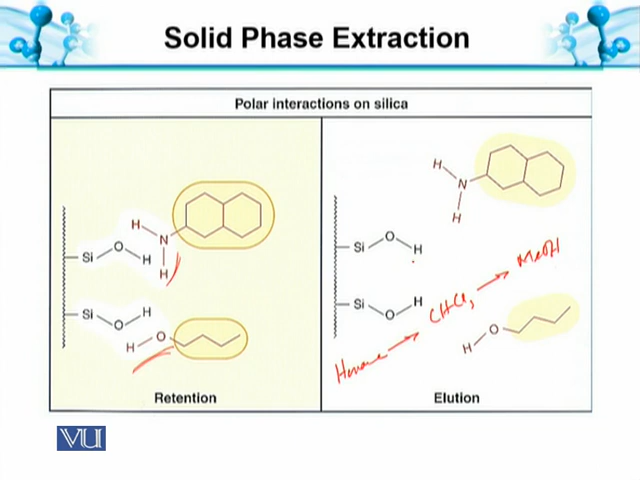 Solid Phase Extraction
Polar interactions on silica
H
N
H
Si
O
H
Si
O
H
H
O
Retention
H
N
H
Si
O
H
Si
O
H
H
O
Hexane → CHCl3 → MeOH
Elution
VU